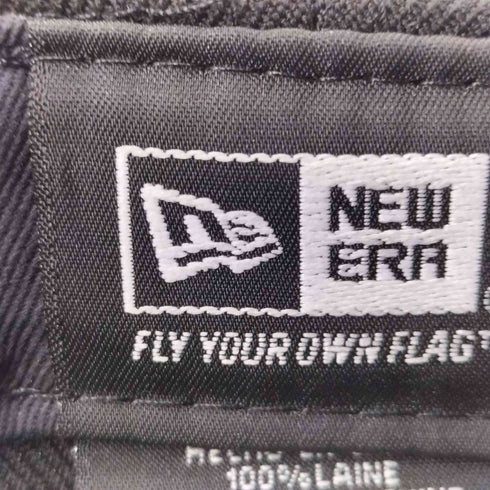 NEW
ERA
FLY YOUR OWN FLAG
100% LAINE